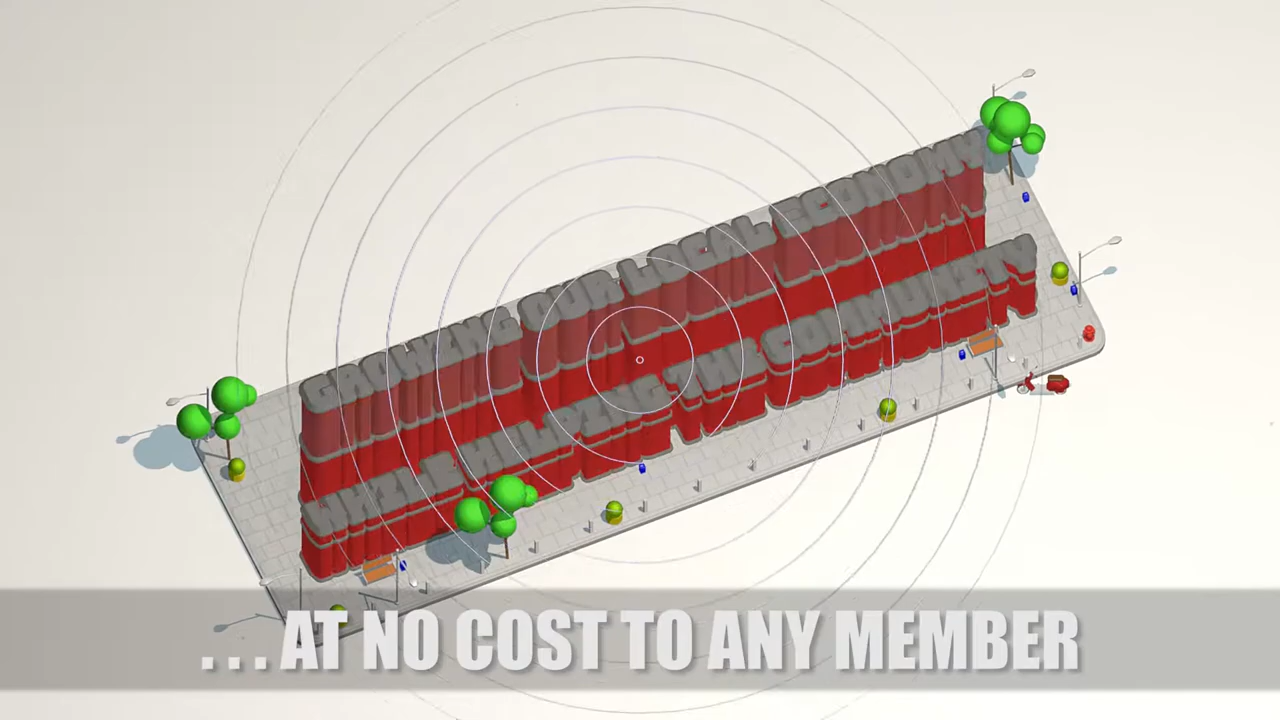 GROWING OUR LOCAL ECONOMY
WHILE HELPING THE COMMUNITY
. . . AT NO COST TO ANY MEMBER